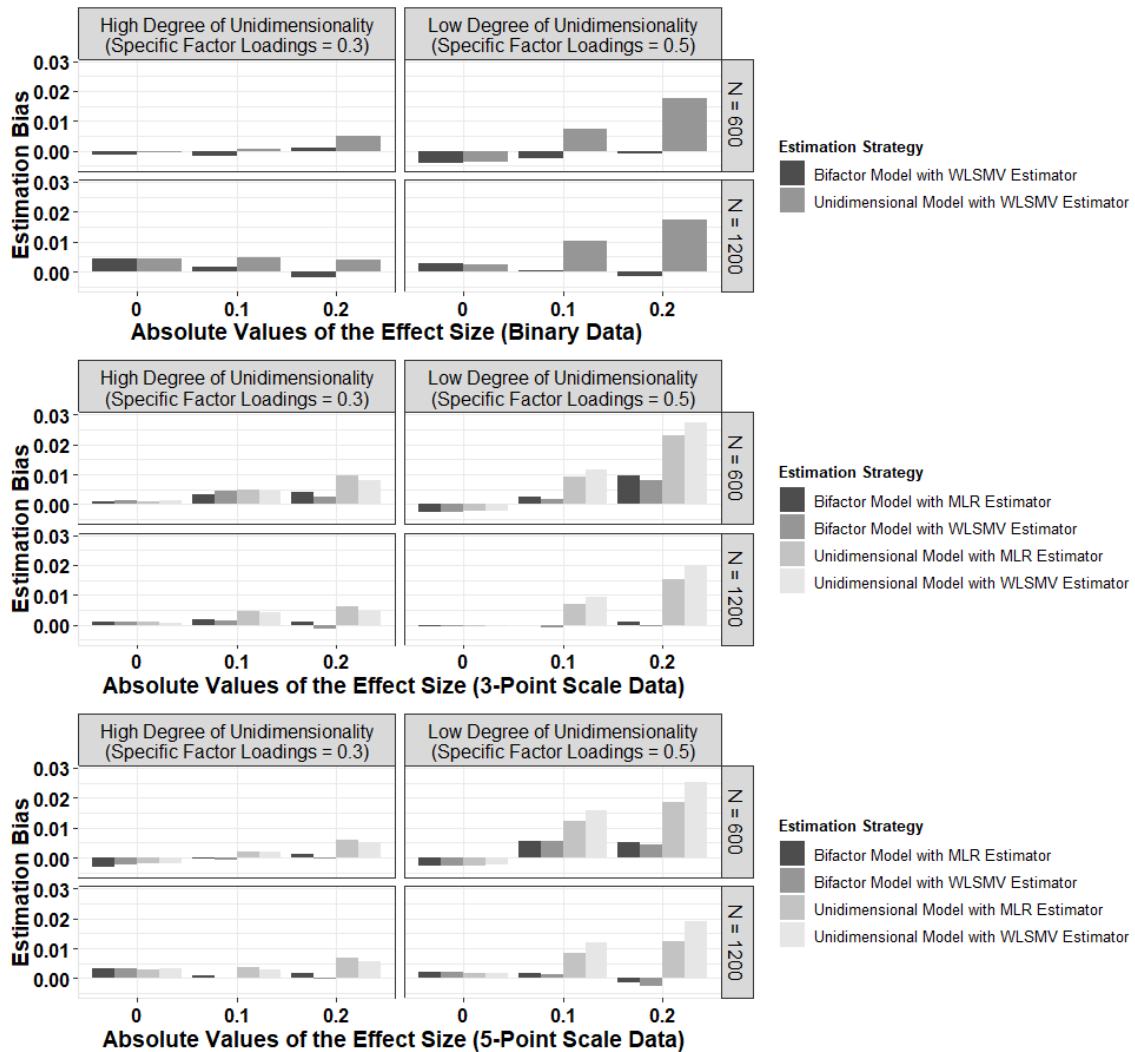 High Degree of Unidimensionality
(Specific Factor Loadings = 0.3)
Low Degree of Unidimensionality
(Specific Factor Loadings = 0.5)
Estimation Bias
0.03
0.02
0.01
0.00
N = 600
Estimation Bias
0.03
0.02
0.01
0.00
N = 1200
0
0.1
0.2
0
0.1
0.2
Absolute Values of the Effect Size (Binary Data)
Estimation Strategy
Bifactor Model with WLSMV Estimator
Unidimensional Model with WLSMV Estimator
High Degree of Unidimensionality
(Specific Factor Loadings = 0.3)
Low Degree of Unidimensionality
(Specific Factor Loadings = 0.5)
Estimation Bias
0.03
0.02
0.01
0.00
N = 600
Estimation Bias
0.03
0.02
0.01
0.00
N = 1200
0
0.1
0.2
0
0.1
0.2
Absolute Values of the Effect Size (3-Point Scale Data)
Estimation Strategy
Bifactor Model with MLR Estimator
Bifactor Model with WLSMV Estimator
Unidimensional Model with MLR Estimator
Unidimensional Model with WLSMV Estimator
High Degree of Unidimensionality
(Specific Factor Loadings = 0.3)
Low Degree of Unidimensionality
(Specific Factor Loadings = 0.5)
Estimation Bias
0.03
0.02
0.01
0.00
N = 600
Estimation Bias
0.03
0.02
0.01
0.00
N = 1200
0
0.1
0.2
0
0.1
0.2
Absolute Values of the Effect Size (5-Point Scale Data)
Estimation Strategy
Bifactor Model with MLR Estimator
Bifactor Model with WLSMV Estimator
Unidimensional Model with MLR Estimator
Unidimensional Model with WLSMV Estimator